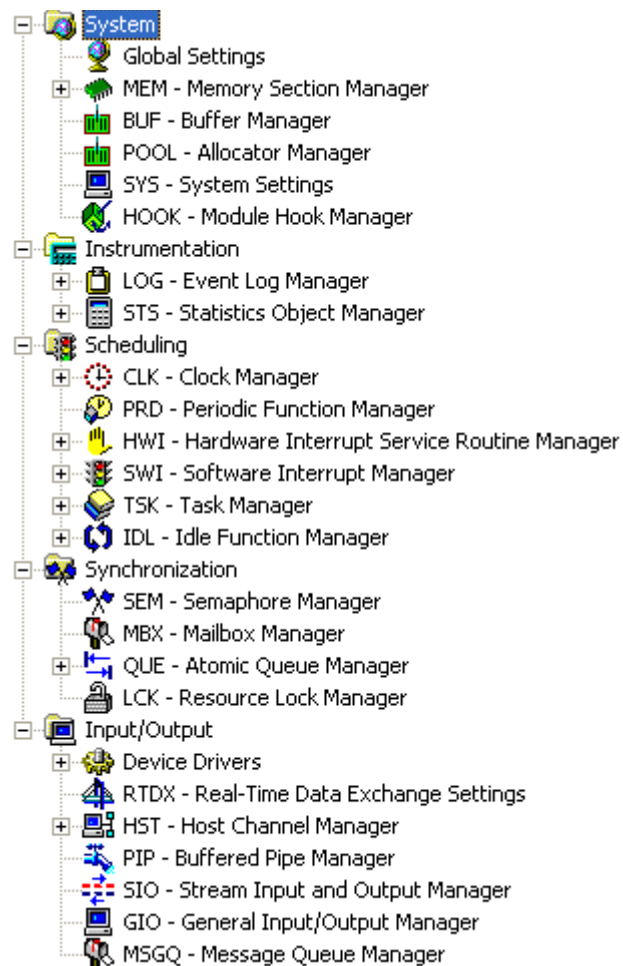 System
Global Settings
MEM - Memory Section Manager
BUF - Buffer Manager
POOL - Allocator Manager
SYS - System Settings
HOOK - Module Hook Manager
Instrumentation
LOG - Event Log Manager
STS - Statistics Object Manager
Scheduling
CLK - Clock Manager
PRD - Periodic Function Manager
HWI - Hardware Interrupt Service Routine Manager
SWI - Software Interrupt Manager
TSK - Task Manager
IDL - Idle Function Manager
Synchronization
SEM - Semaphore Manager
MBX - Mailbox Manager
QUE - Atomic Queue Manager
LCK - Resource Lock Manager
Input/Output
Device Drivers
RTDX - Real-Time Data Exchange Settings
HST - Host Channel Manager
PIP - Buffered Pipe Manager
SIO - Stream Input and Output Manager
GIO - General Input/Output Manager
MSGQ - Message Queue Manager